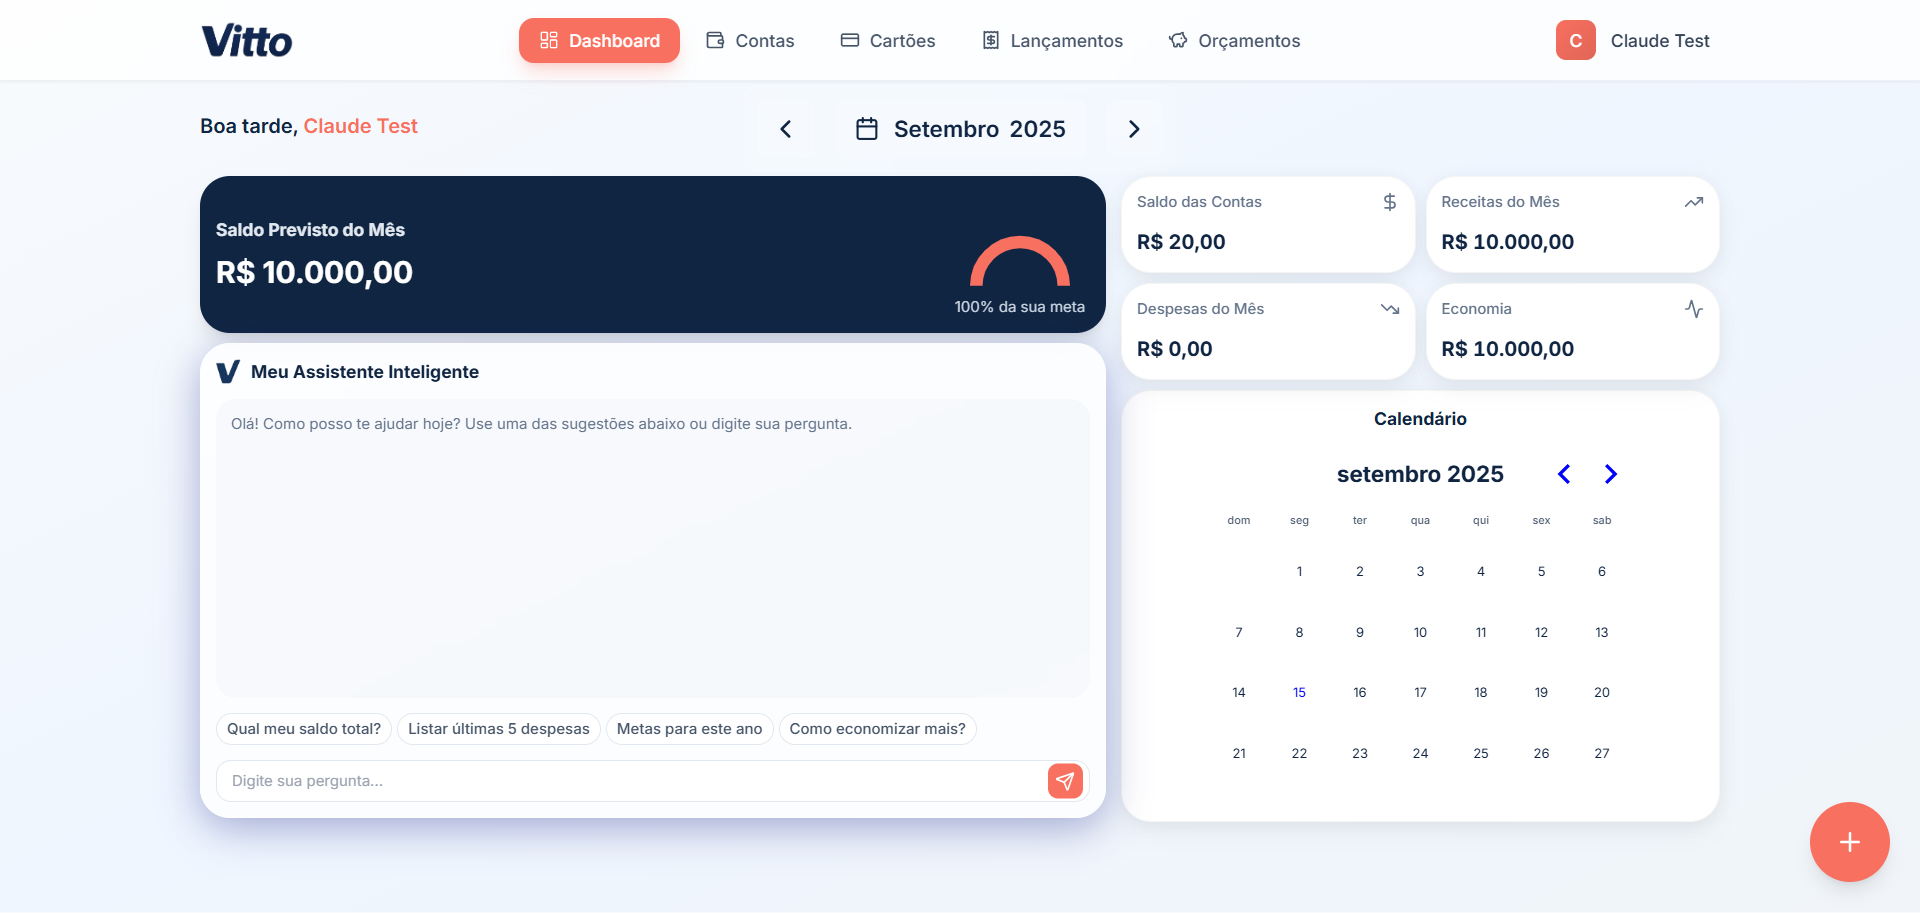 Vitto
Dashboard
Contas
Cartões
Lançamentos
Orçamentos
C
Claude Test
Boa tarde, Claude Test
Setembro 2025
Saldo Previsto do Mês
R$ 10.000,00
100% da sua meta
Saldo das Contas
R$ 20,00
Receitas do Mês
R$ 10.000,00
Despesas do Mês
R$ 0,00
Economia
R$ 10.000,00
Meu Assistente Inteligente
Olá! Como posso te ajudar hoje? Use uma das sugestões abaixo ou digite sua pergunta.
Qual meu saldo total?
Listar últimas 5 despesas
Metas para este ano
Como economizar mais?
Digite sua pergunta...
Calendário
setembro 2025
dom seg ter qua qui sex sab
1 2 3 4 5 6
7 8 9 10 11 12 13
14 15 16 17 18 19 20
21 22 23 24 25 26 27